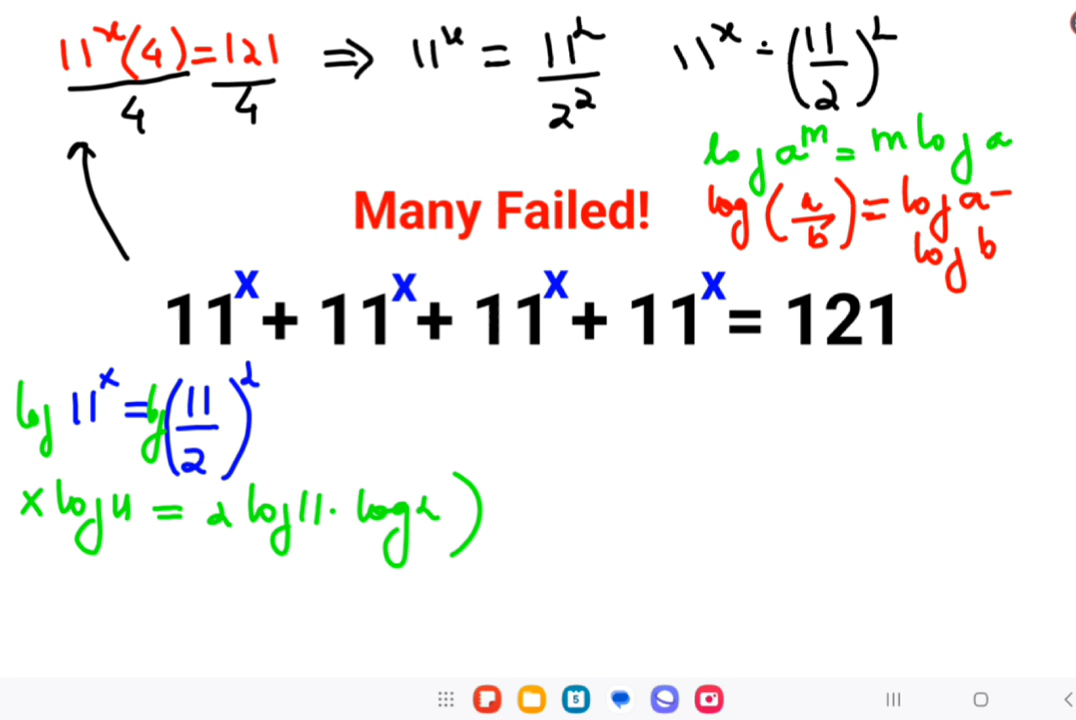 11^x(4)=121 ⇒ 11^x = 11^2/2^2 11^x = (11/2)^2
4 4
log a^m = m log a
Many Failed!
log (a/b) = log a - log b
11^x + 11^x + 11^x + 11^x = 121
log 11^x = log (11/2)^2
x log 11 = 2 log 11 · log 2 )
5